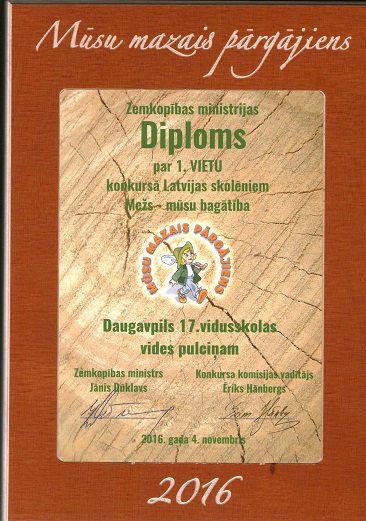 Mūsu mazais pārgājiens
Zemkopības ministrijas
Diploms
par 1. VIETU
konkursā Latvijas skolēniem
Mežs - mūsu bagātība
MŪSU MAZAIS PĀRGĀJIENS
Daugavpils 17.vidusskolas
vides pulciņam
Zemkopības ministrs
Jānis Dūklavs
Konkursa komisijas vadītājs
Ēriks Hānbergs
2016. gada 4. novembris
2016